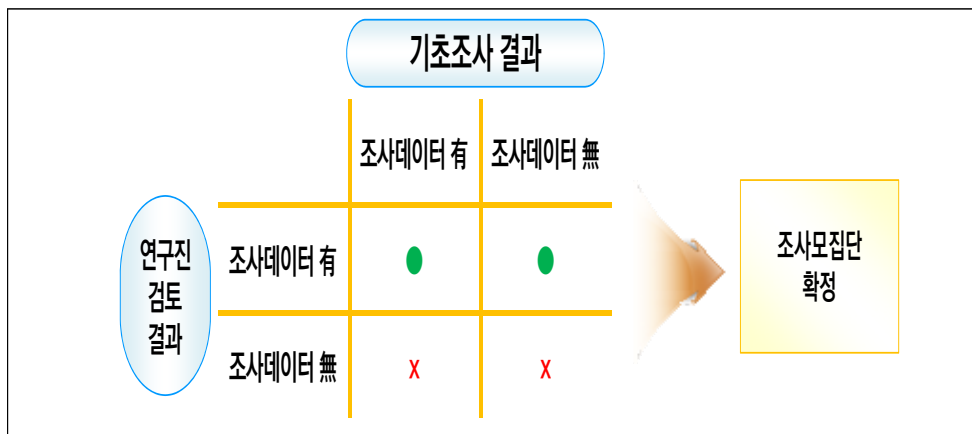 기초조사 결과
조사데이터 有 조사데이터 無
연구진
검토
결과
조사데이터 有 ● ●
조사데이터 無 x x
조사모집단
확정